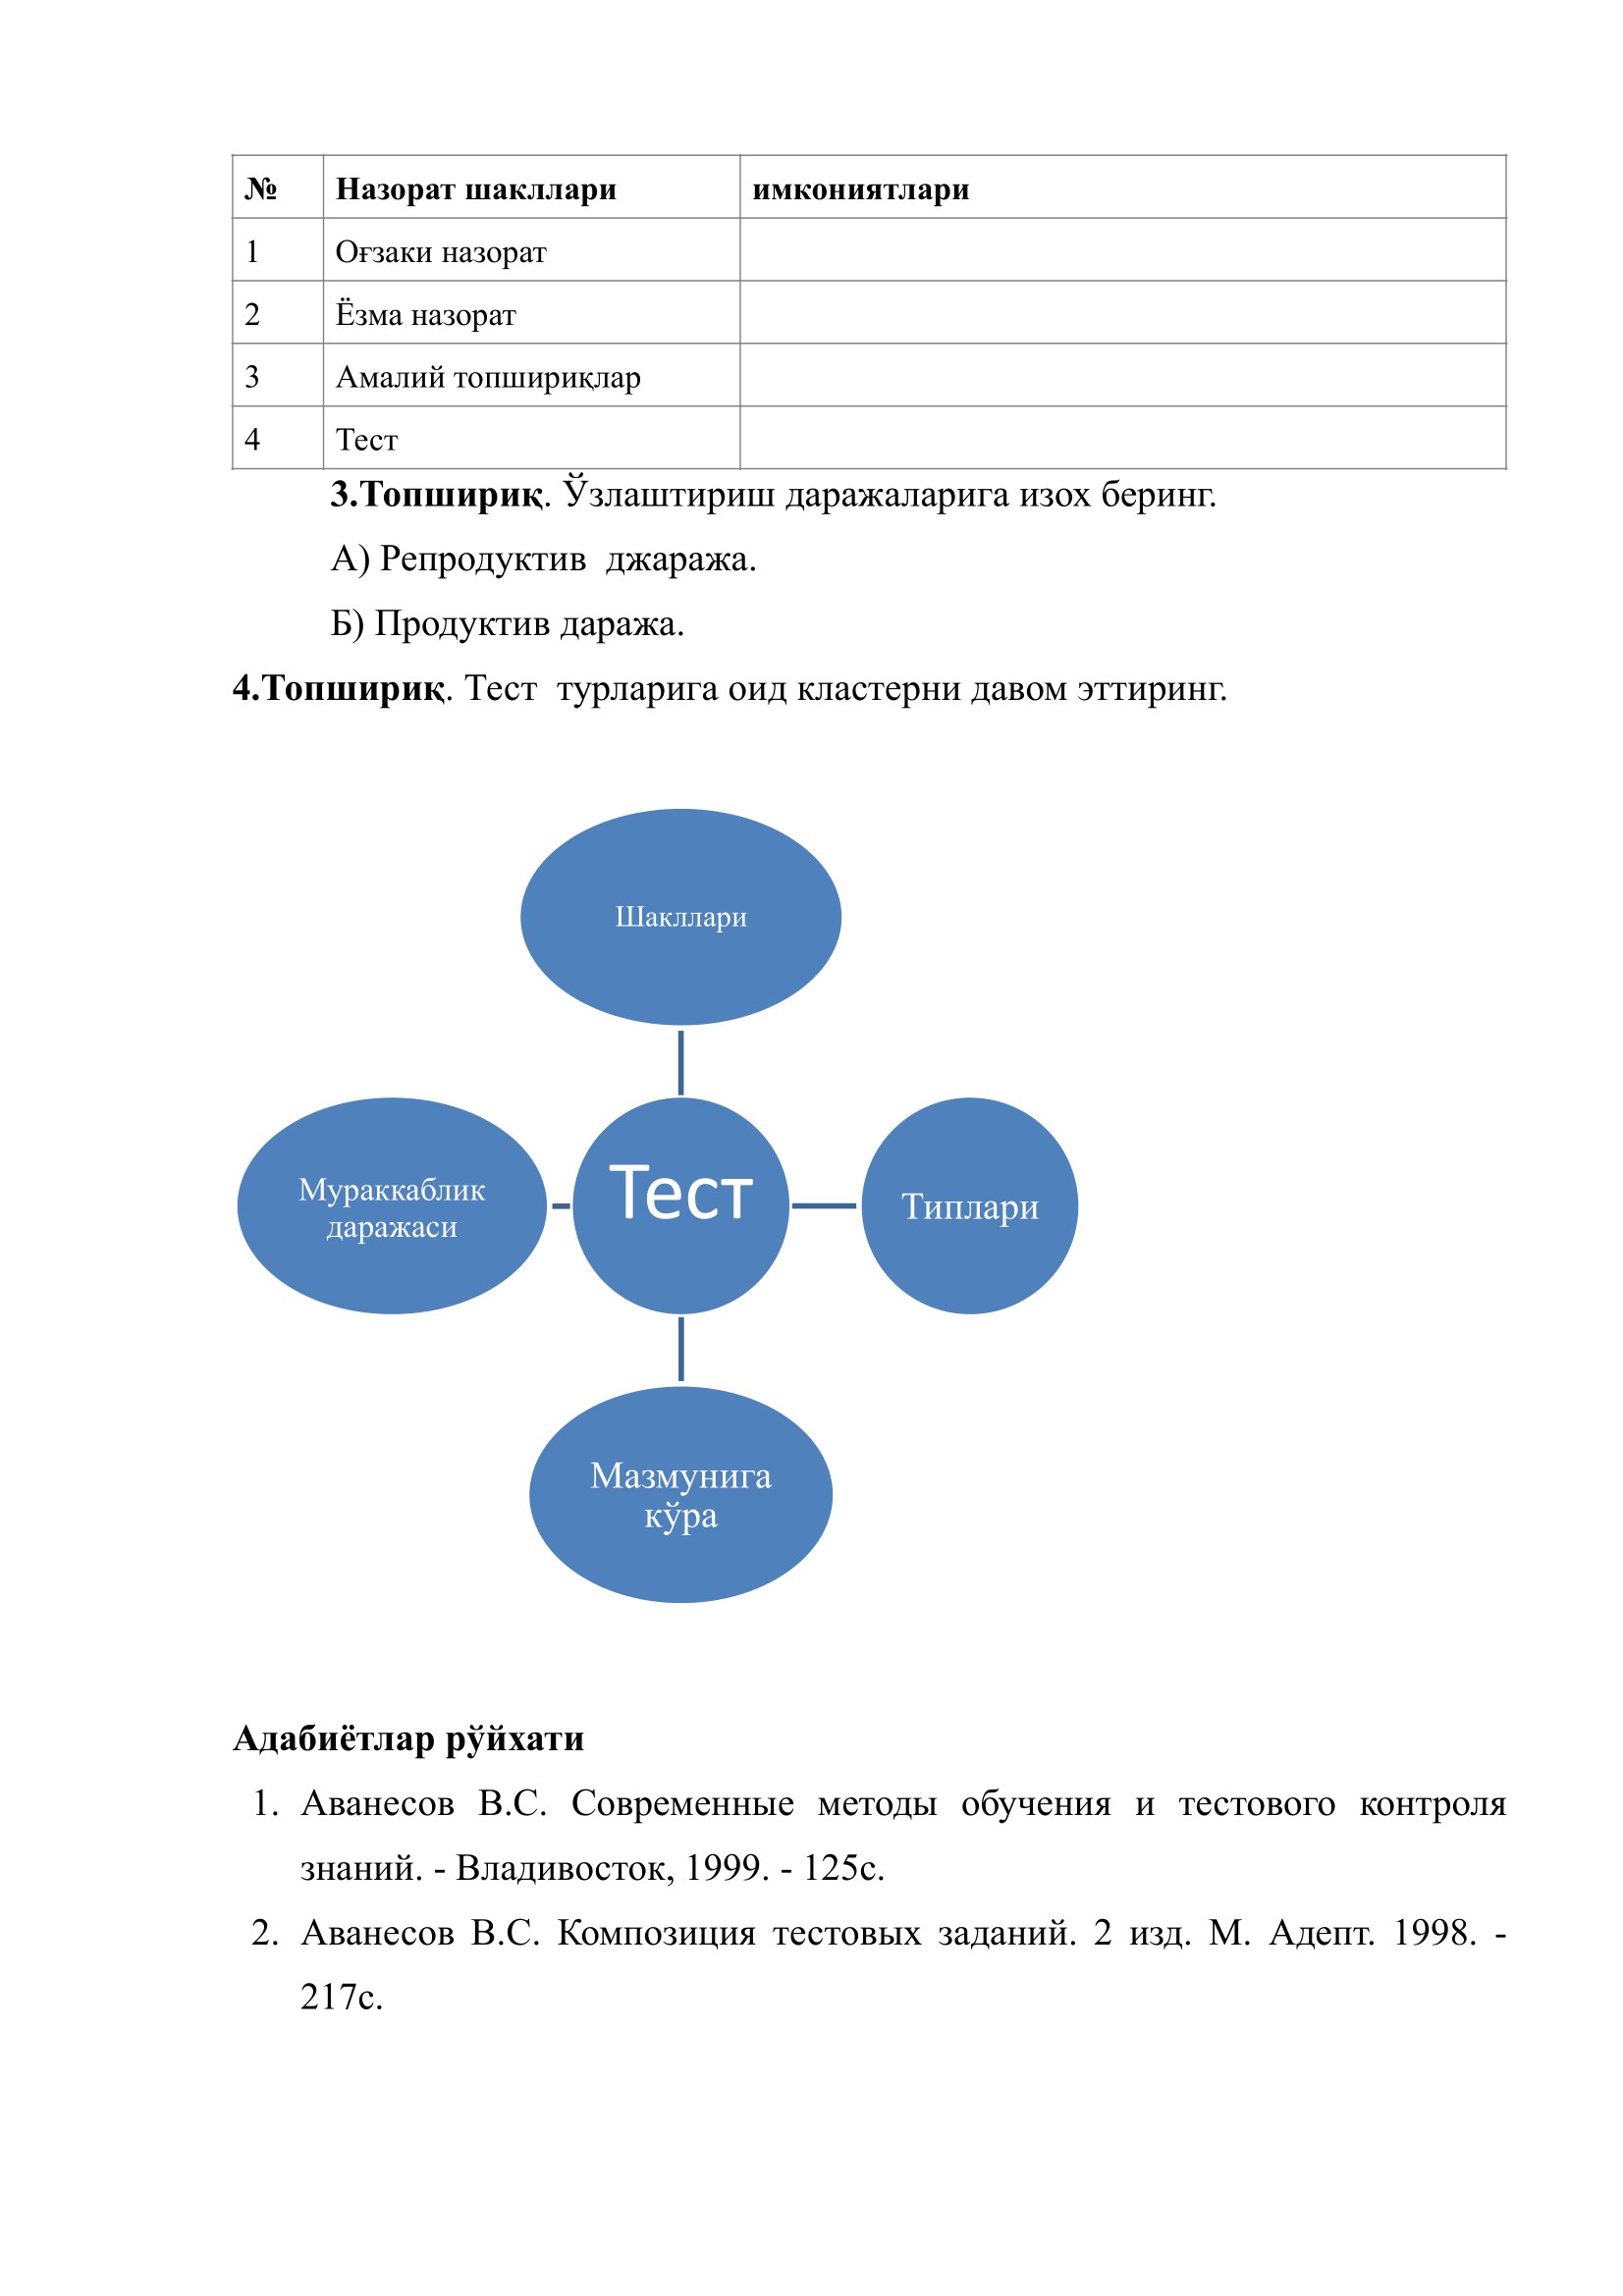 № Назорат шакллари имкониятлари
1 Оғзаки назорат
2 Ёзма назорат
3 Амалий топшириқлар
4 Тест
3.Топшириқ. Ўзлаштириш даражаларига изох беринг.
А) Репродуктив  джаража.
Б) Продуктив даража.
4.Топшириқ. Тест  турларига оид кластерни давом эттиринг.
Шакллари
Мураккаблик
даражаси
Тест
Типлари
Мазмунига
кўра
Адабиётлар рўйхати
1. Аванесов В.С. Современные методы обучения и тестового контроля
знаний. - Владивосток, 1999. - 125с.
2. Аванесов В.С. Композиция тестовых заданий. 2 изд. М. Адепт. 1998. -
217с.